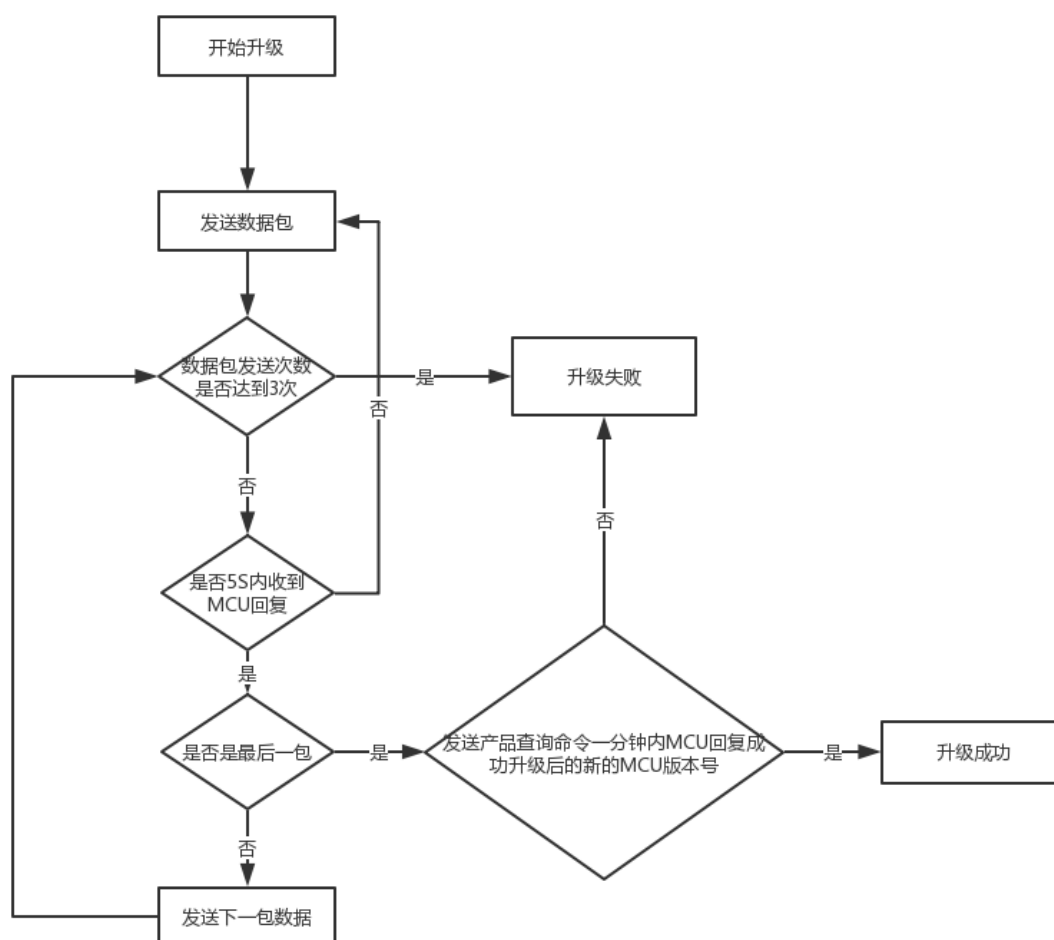 开始升级
发送数据包
数据包发送次数
是否达到3次
是
升级失败
否
否
否
是否5S内收到
MCU回复
是
是否是最后一包
是
发送产品查询命令一分钟内MCU回复成
功升级后的新的MCU版本号
是
升级成功
否
发送下一包数据